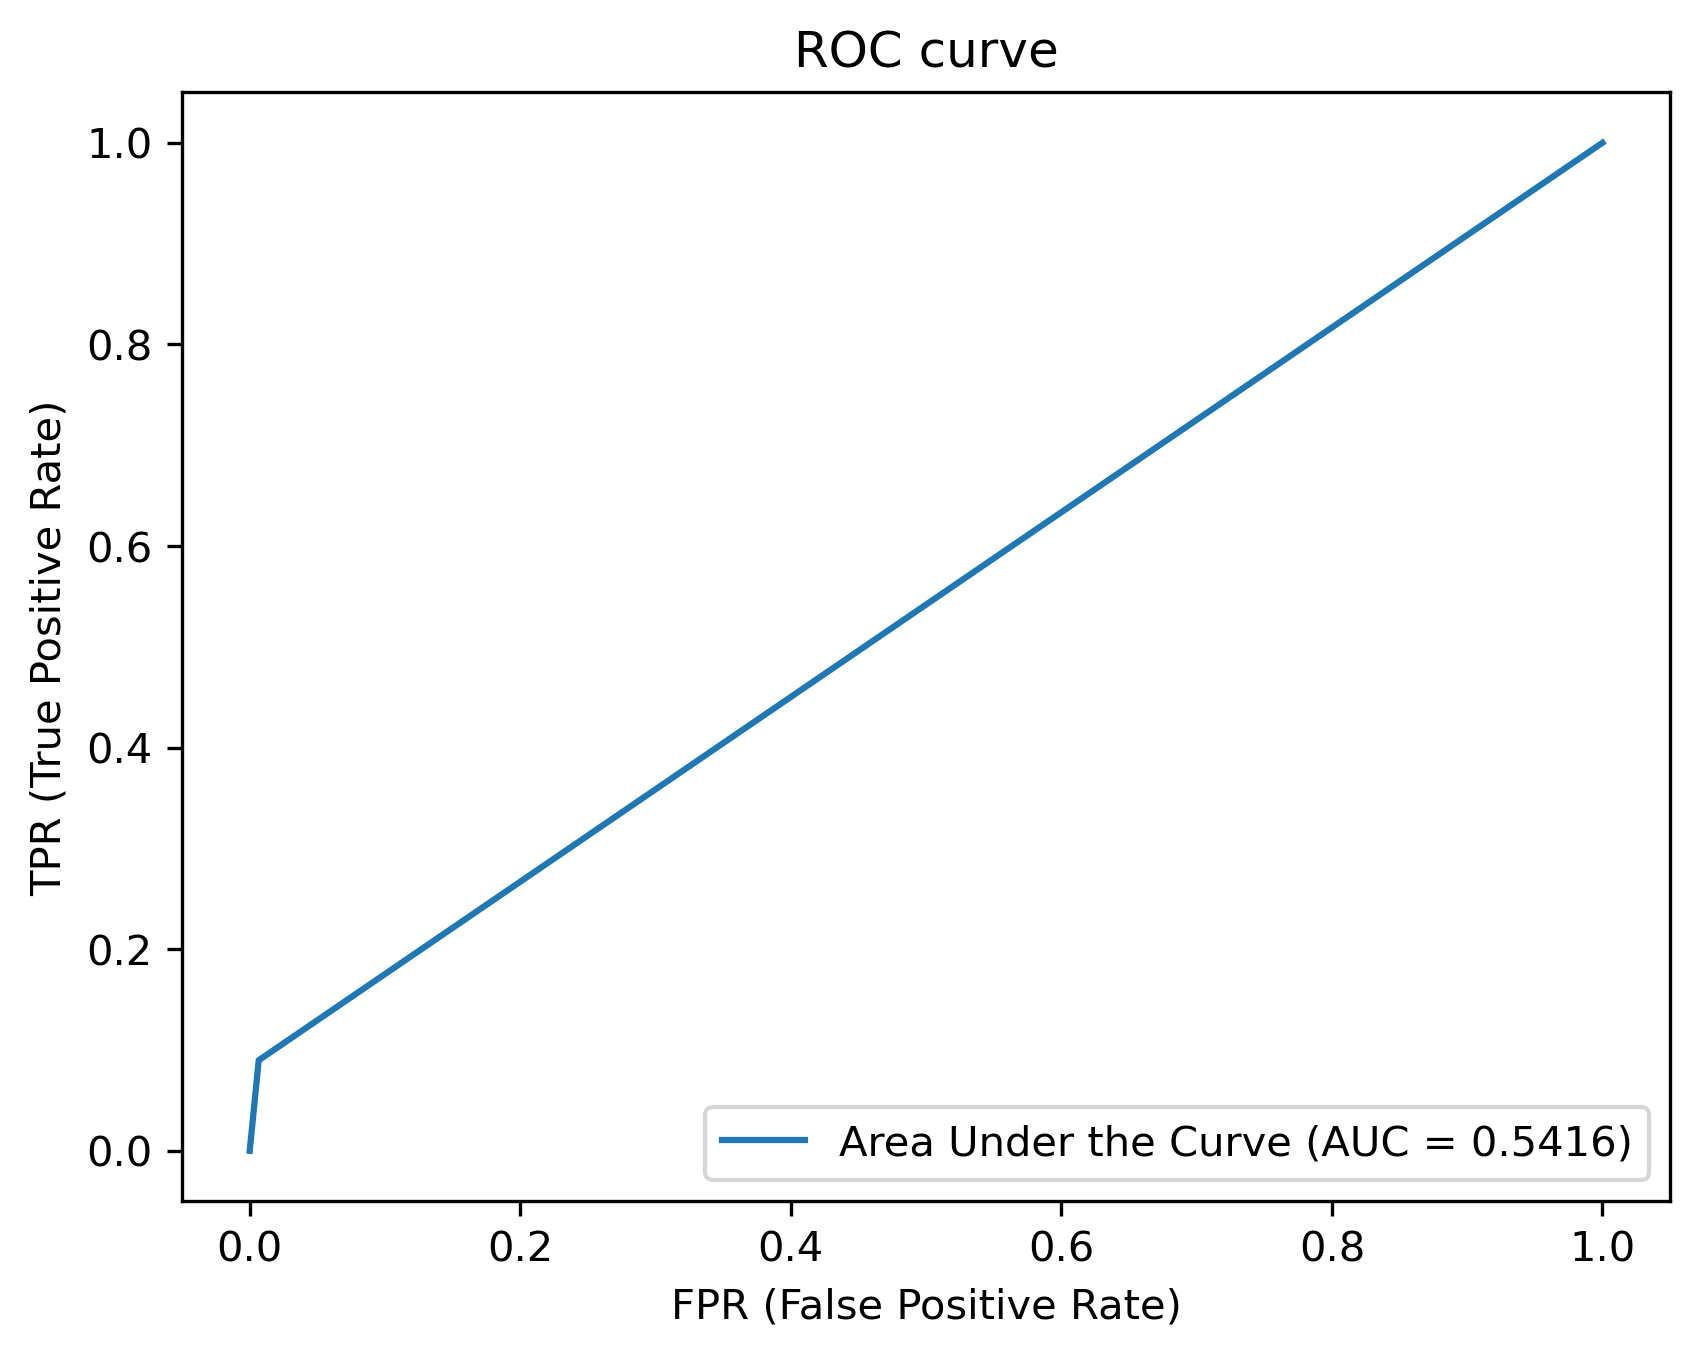 ROC curve
1.0
0.8
0.6
0.4
0.2
0.0
TPR (True Positive Rate)
Area Under the Curve (AUC = 0.5416)
0.0 0.2 0.4 0.6 0.8 1.0
FPR (False Positive Rate)